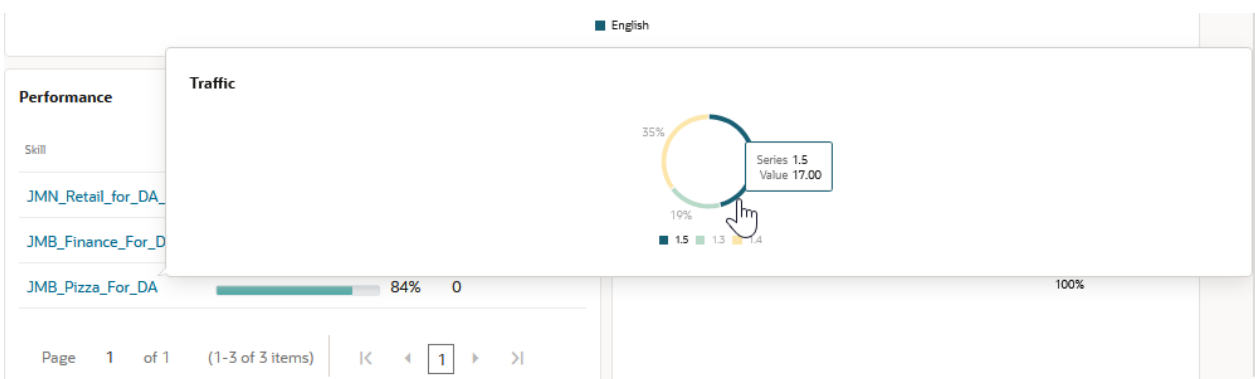 English
Traffic
Performance
35%
Skill
Series 1.5
Value 17.00
JMN_Retail_for_DA_
19%
1.5 1.3 1.4
JMB_Finance_For_D
JMB_Pizza_For_DA 84% 0
100%
Page 1 of 1 (1-3 of 3 items) 1